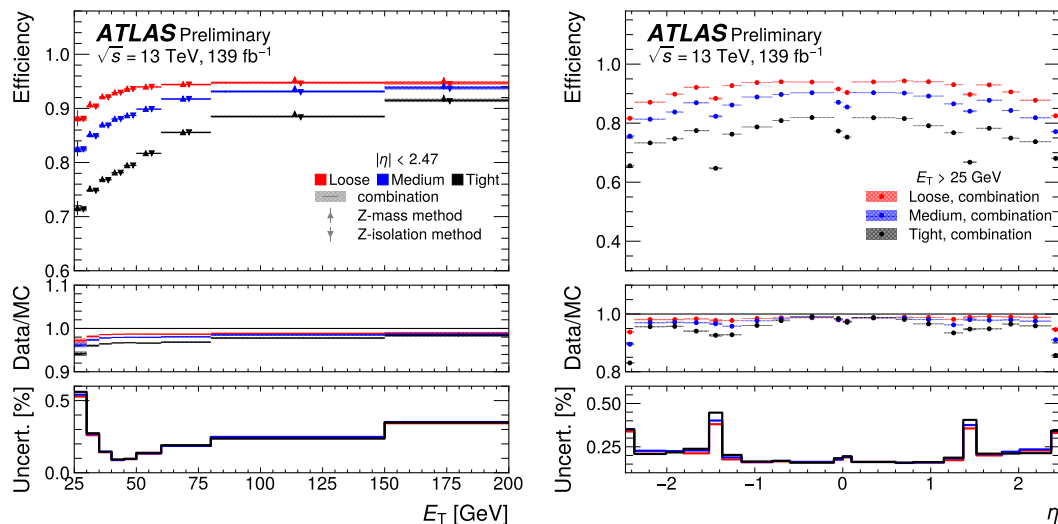 ATLAS Preliminary
√s = 13 TeV, 139 fb⁻¹
Efficiency
1.0
0.9
0.8
0.7
0.6
|η| < 2.47
Loose Medium Tight
combination
Z-mass method
Z-isolation method
Data/MC
1.1
1.0
0.9
Uncert. [%]
0.5
0.0
25 50 75 100 125 150 175 200
E_T [GeV]
ATLAS Preliminary
√s = 13 TeV, 139 fb⁻¹
Efficiency
1.0
0.8
0.6
0.4
E_T > 25 GeV
Loose, combination
Medium, combination
Tight, combination
Data/MC
1.0
0.8
Uncert. [%]
0.50
0.25
−2 −1 0 1 2
η